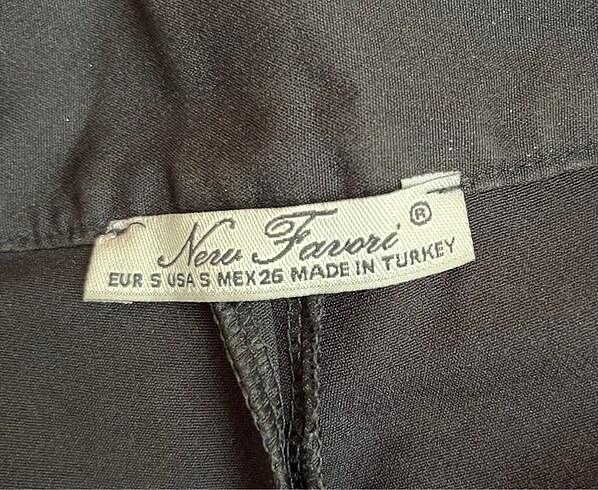 New Favori ®
EUR S USA S MEX 26 MADE IN TURKEY